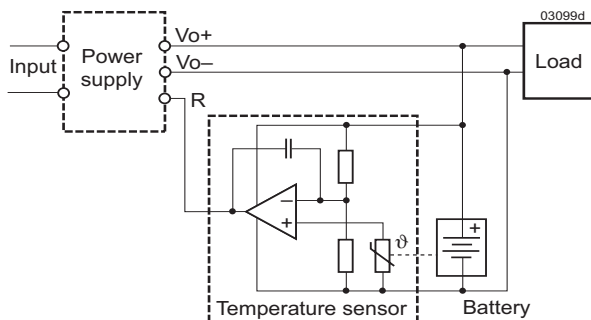 03099d
Vo+
Power supply
Input
Load
Vo–
R
–
+
ϑ
+
Temperature sensor
Battery